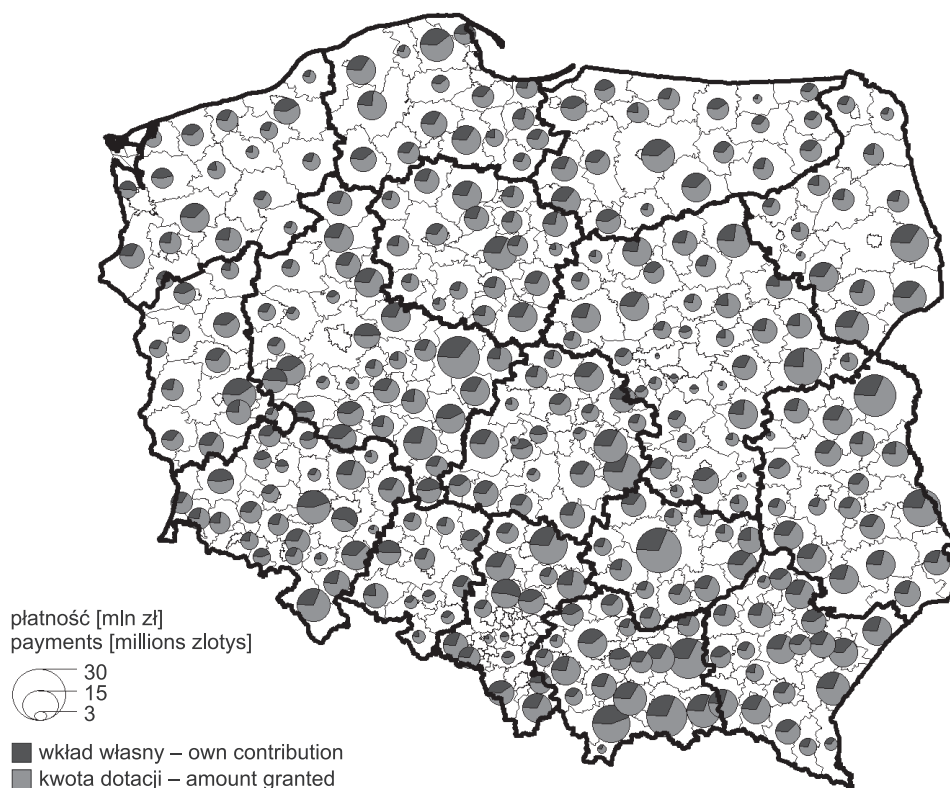 płatność [mln zł]
payments [millions zlotys]
30
15
3
wkład własny – own contribution
kwota dotacji – amount granted